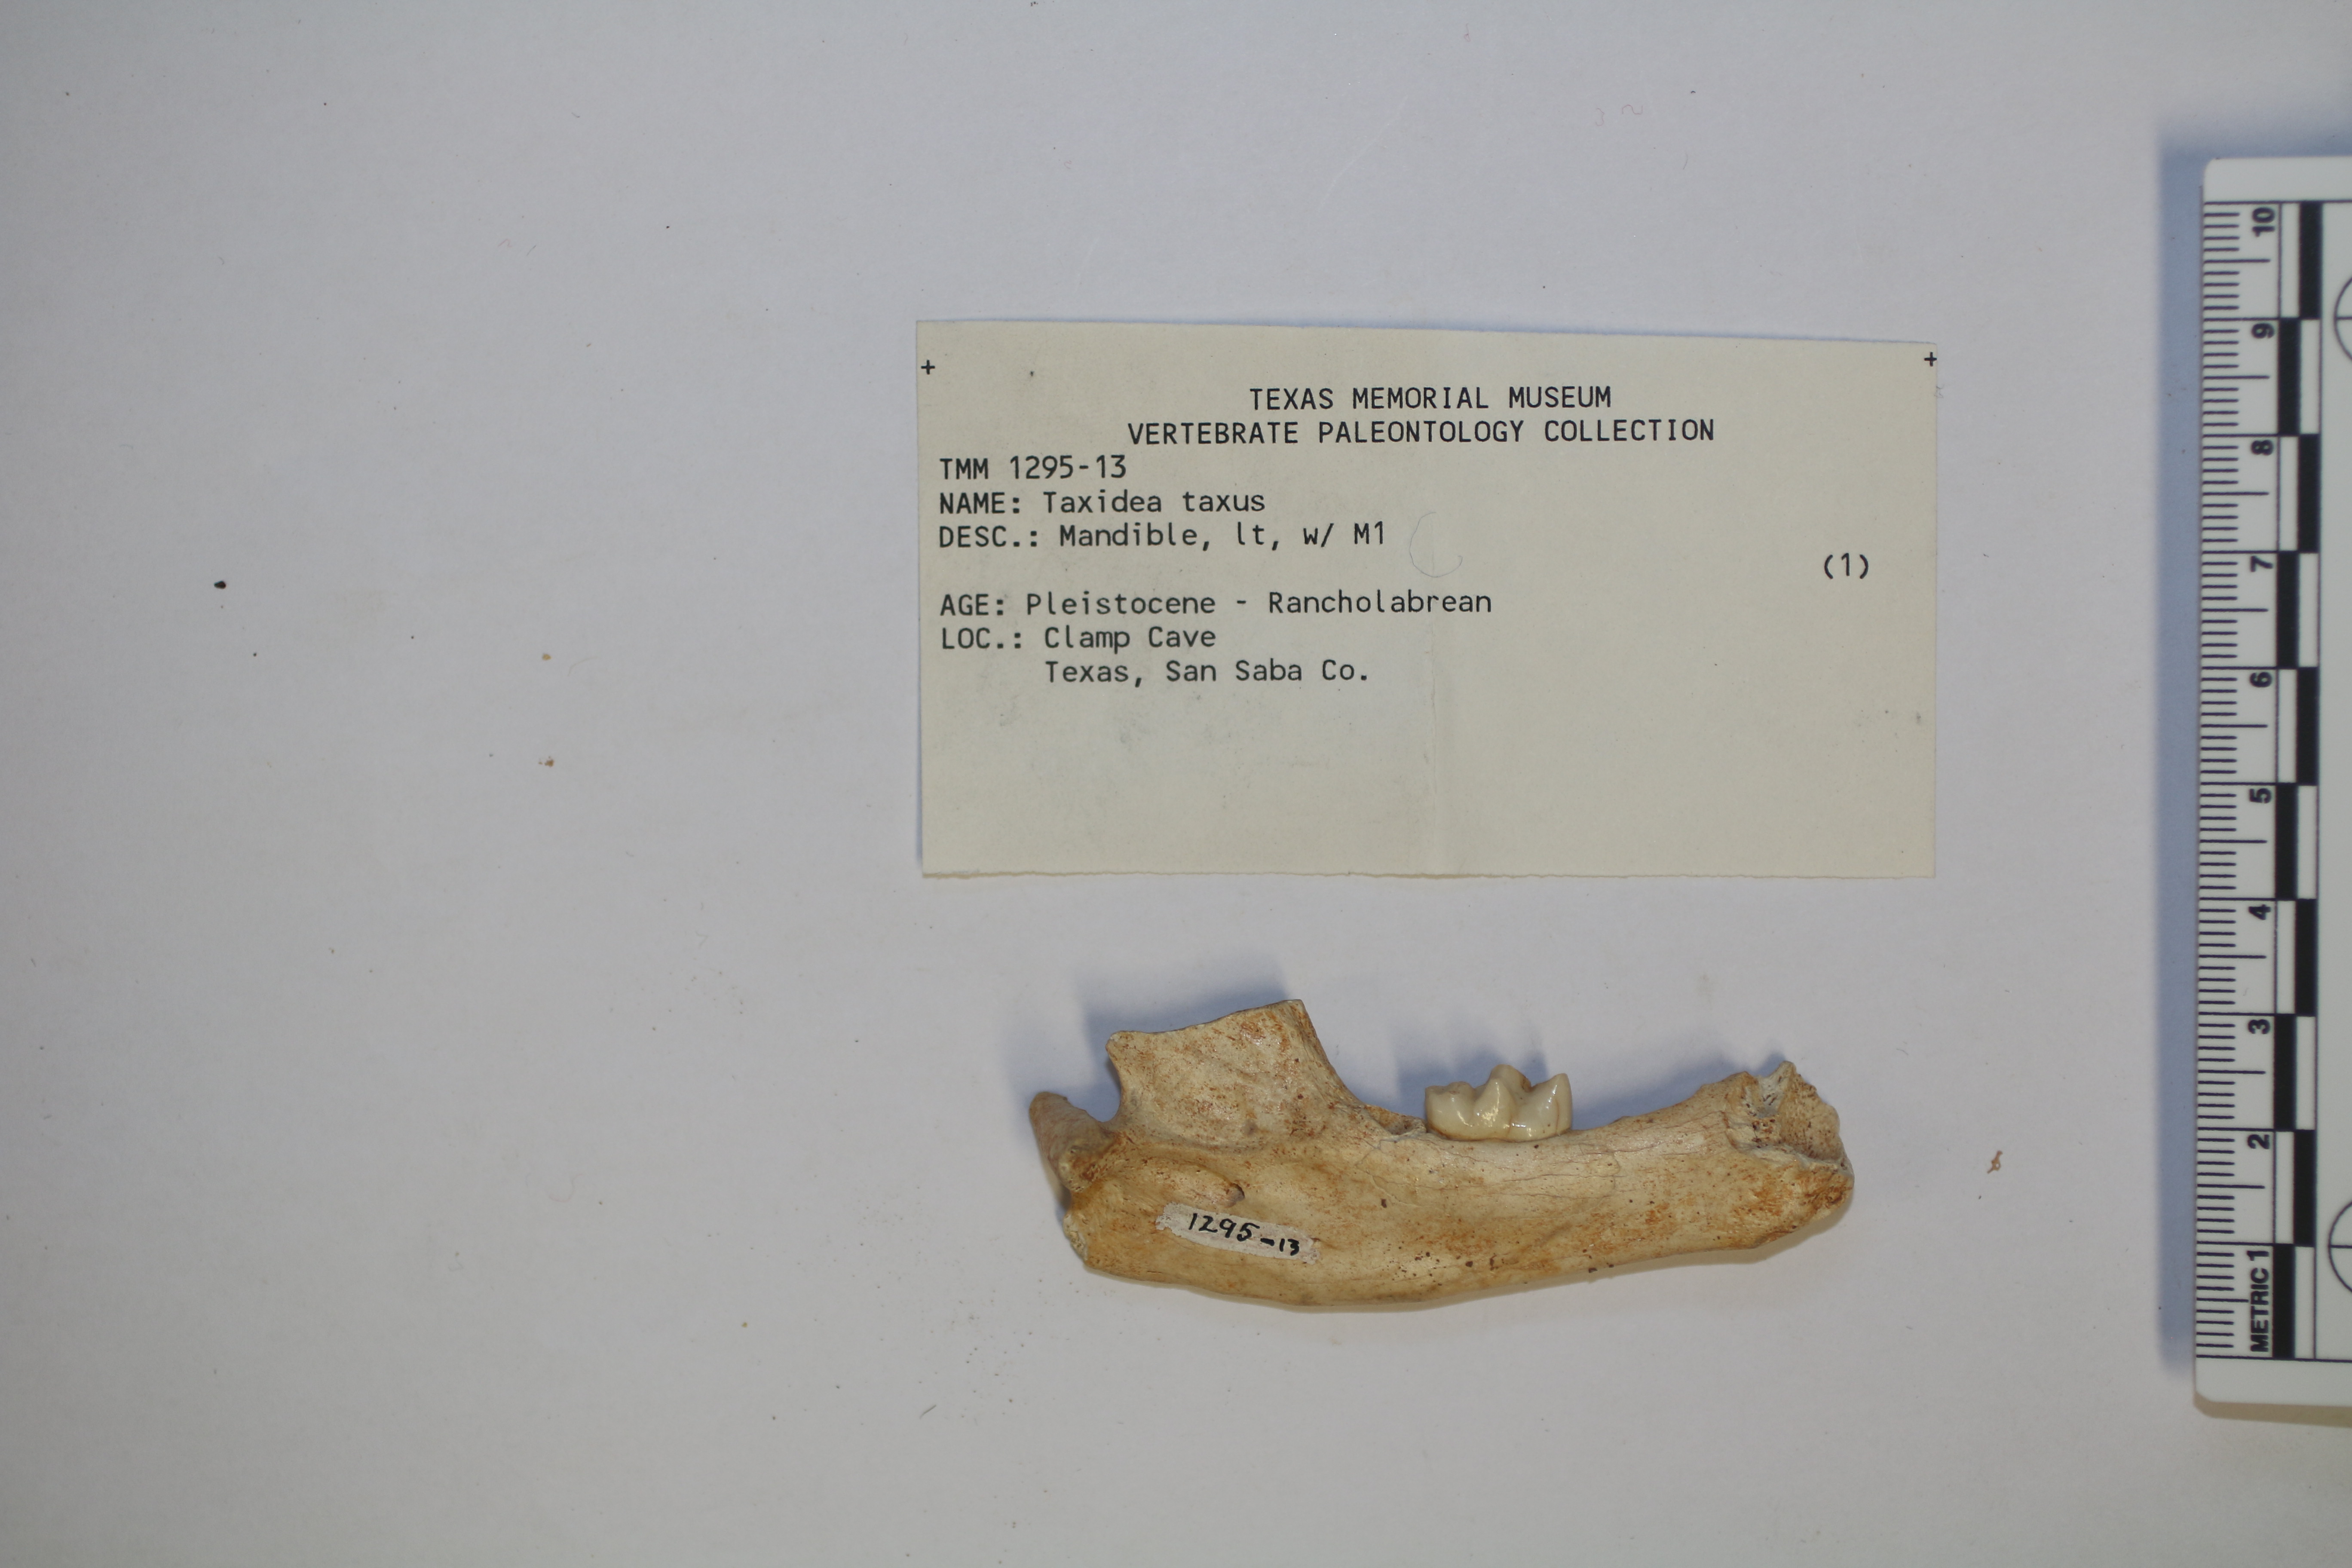 + +
TEXAS MEMORIAL MUSEUM
VERTEBRATE PALEONTOLOGY COLLECTION
TMM 1295-13
NAME: Taxidea taxus
DESC.: Mandible, lt, w/ M1
(1)
AGE: Pleistocene - Rancholabrean
LOC.: Clamp Cave
Texas, San Saba Co.
1295-13
METRIC 1 2 3 4 5 6 7 8 9 10